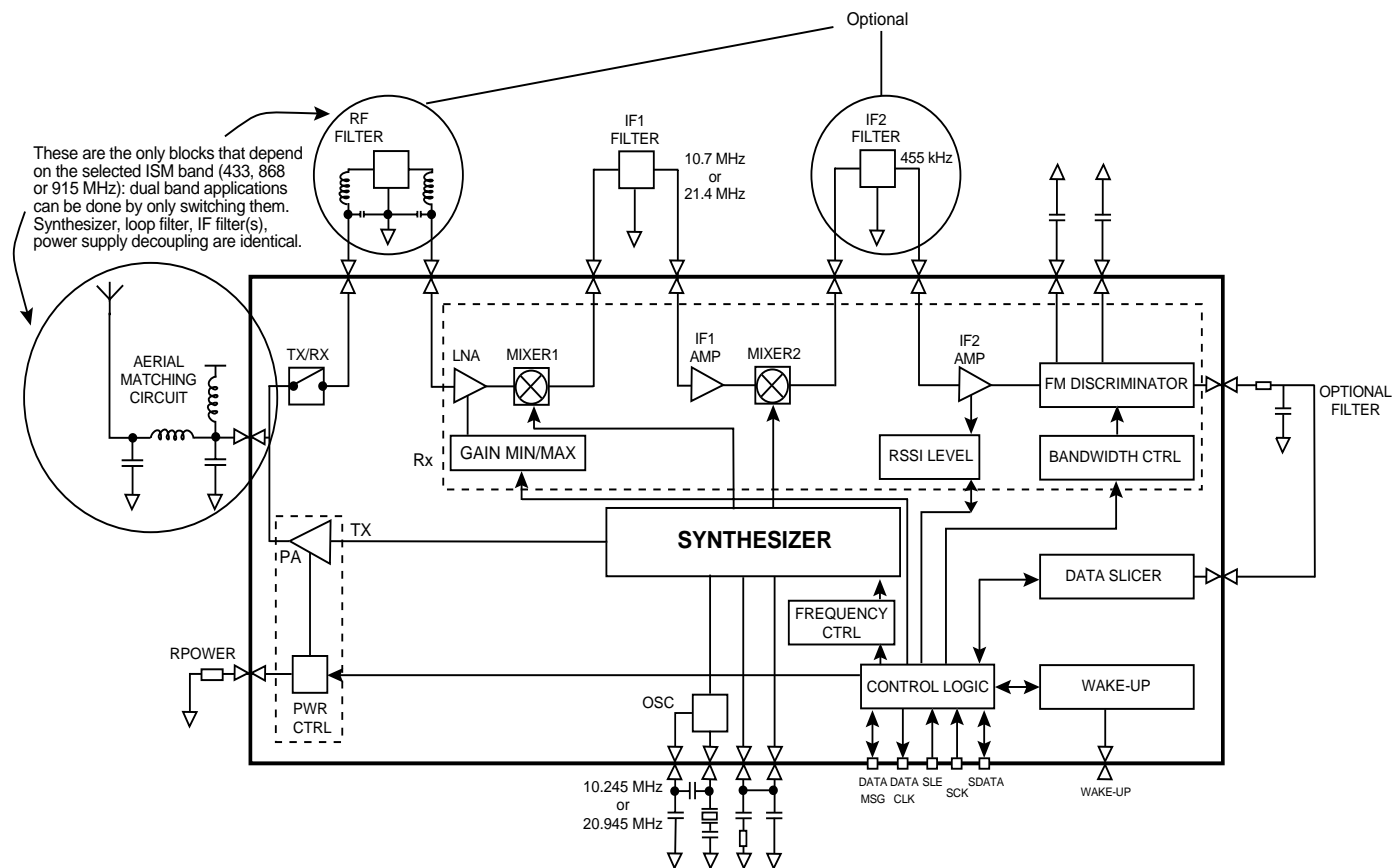 Optional
RF
FILTER
IF1
FILTER
IF2
FILTER
10.7 MHz
or
21.4 MHz
455 kHz
These are the only blocks that depend
on the selected ISM band (433, 868
or 915 MHz): dual band applications
can be done by only switching them.
Synthesizer, loop filter, IF filter(s),
power supply decoupling are identical.
AERIAL
MATCHING
CIRCUIT
TX/RX
LNA
MIXER1
IF1
AMP
MIXER2
IF2
AMP
FM DISCRIMINATOR
OPTIONAL
FILTER
Rx
GAIN MIN/MAX
RSSI LEVEL
BANDWIDTH CTRL
PA
TX
SYNTHESIZER
DATA SLICER
FREQUENCY
CTRL
RPOWER
PWR
CTRL
OSC
CONTROL LOGIC
WAKE-UP
10.245 MHz
or
20.945 MHz
DATA
MSG
DATA
CLK
SLE
SCK
SDATA
WAKE-UP